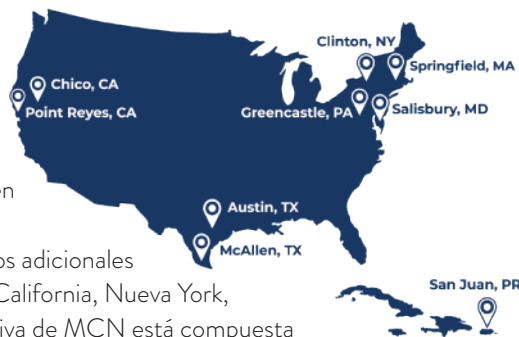 Clinton, NY
Springfield, MA
Chico, CA
Point Reyes, CA
Greencastle, PA
Salisbury, MD
Austin, TX
os adicionales
McAllen, TX
California, Nueva York,
San Juan, PR
de MCN está compuesta